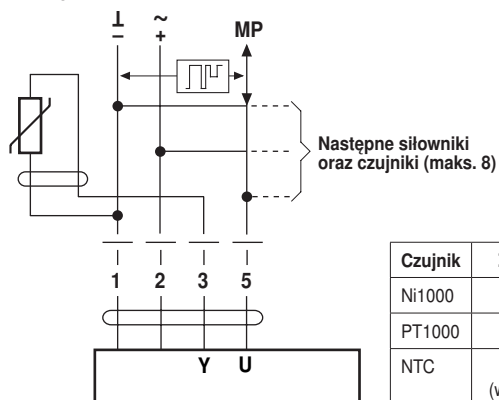 ⊥ ~
– + MP
Następne siłowniki
oraz czujniki (maks. 8)
1 2 3 5
Y U
Czujnik
Ni1000
PT1000
NTC